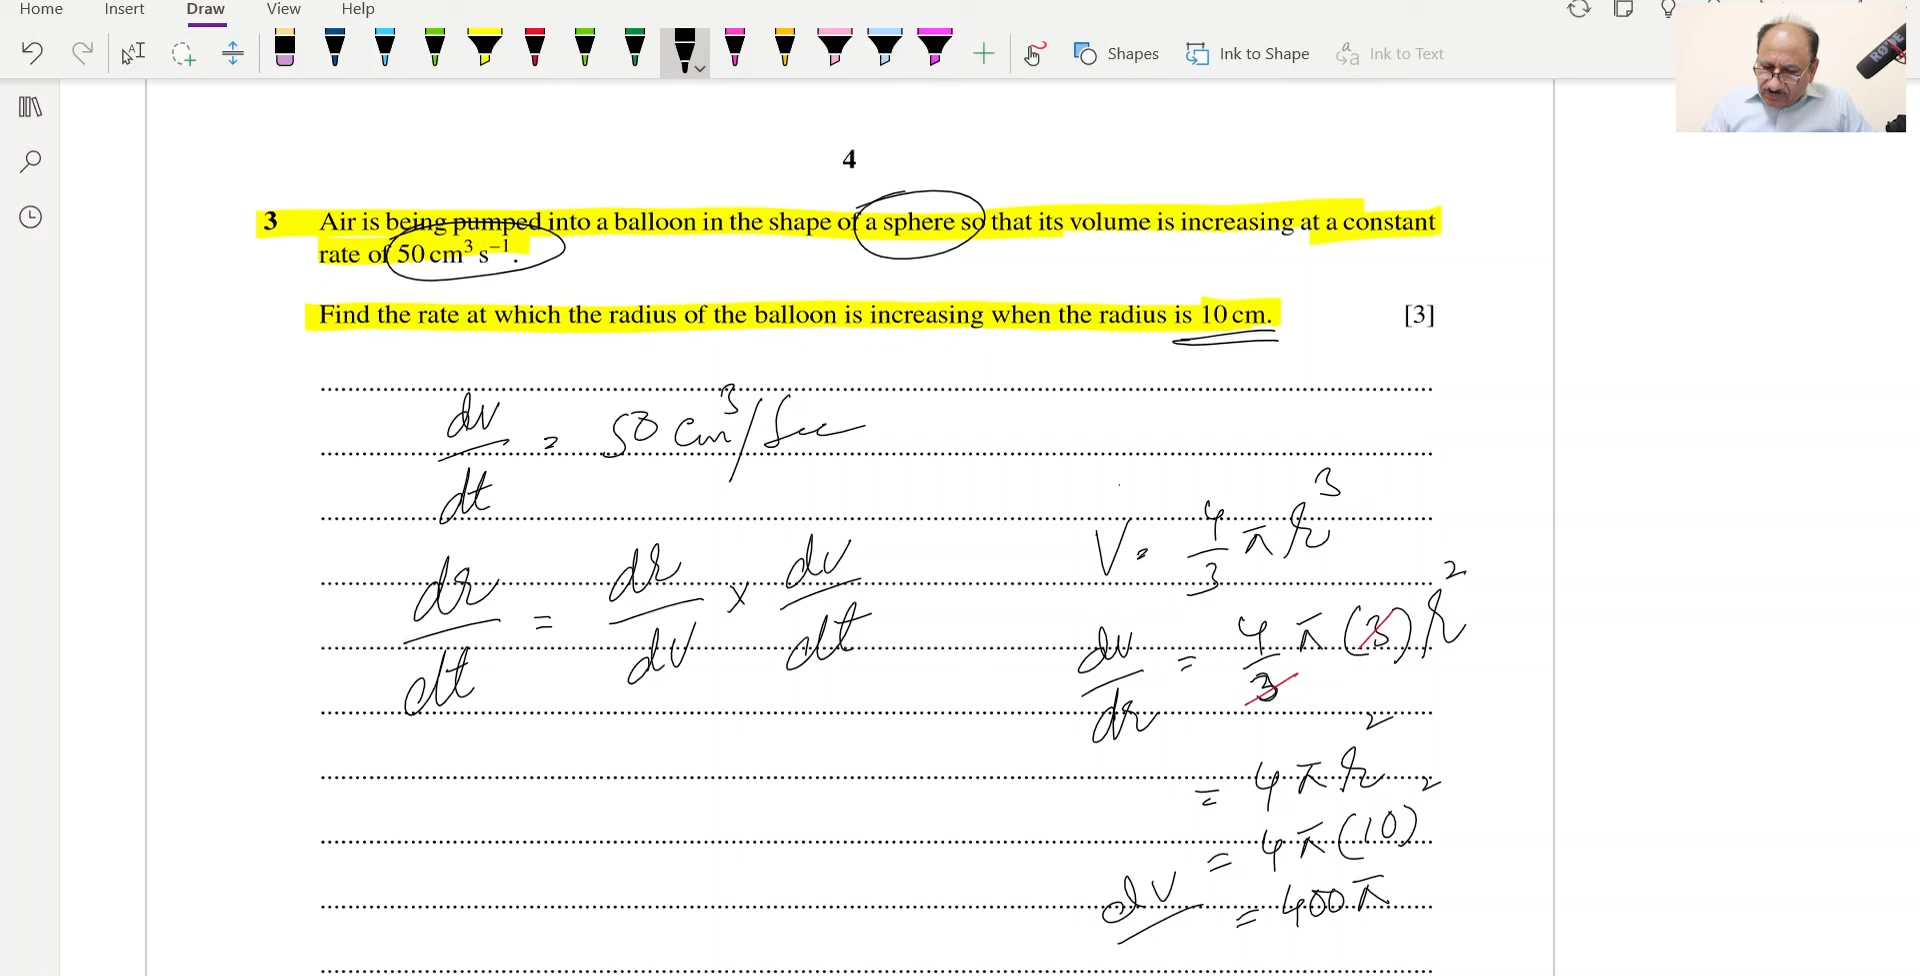 Home Insert Draw View Help
Shapes Ink to Shape Ink to Text
RØDE
4
3 Air is being pumped into a balloon in the shape of a sphere so that its volume is increasing at a constant
rate of 50 cm³ s⁻¹.
Find the rate at which the radius of the balloon is increasing when the radius is 10 cm. [3]
dv/dt = 50 cm³/Sec
V = 4/3 π r³
dr/dt = dr/dv × dv/dt
dv/dr = 4/3 π (3) r²
= 4 π r²
= 4 π (10)²
dv = 400 π